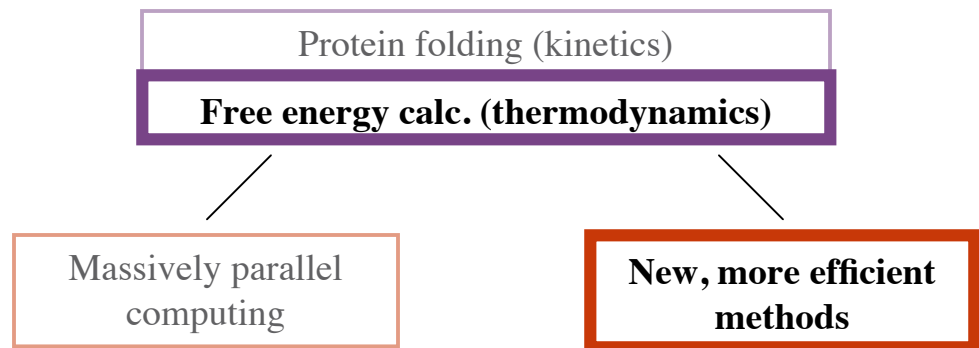 Protein folding (kinetics)
Free energy calc. (thermodynamics)
Massively parallel
computing
New, more efficient
methods